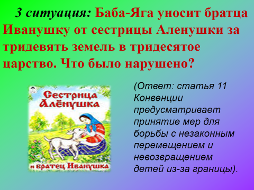 3 ситуация: Баба-Яга уносит братца
Иванушку от сестрицы Аленушки за
тридевять земель в тридесятое
царство. Что было нарушено?
(Ответ: статья 11
Конвенции
предусматривает
принятие мер для
борьбы с незаконным
перемещением и
невозвращением
детей из-за границы).
Сестрица
Алёнушка
и братец Иванушка